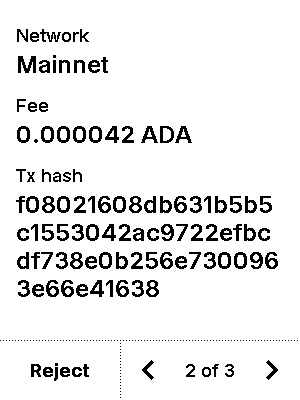 Network
Mainnet
Fee
0.000042 ADA
Tx hash
f08021608db631b5b5
c1553042ac9722efbc
df738e0b256e730096
3e66e41638
Reject
2 of 3